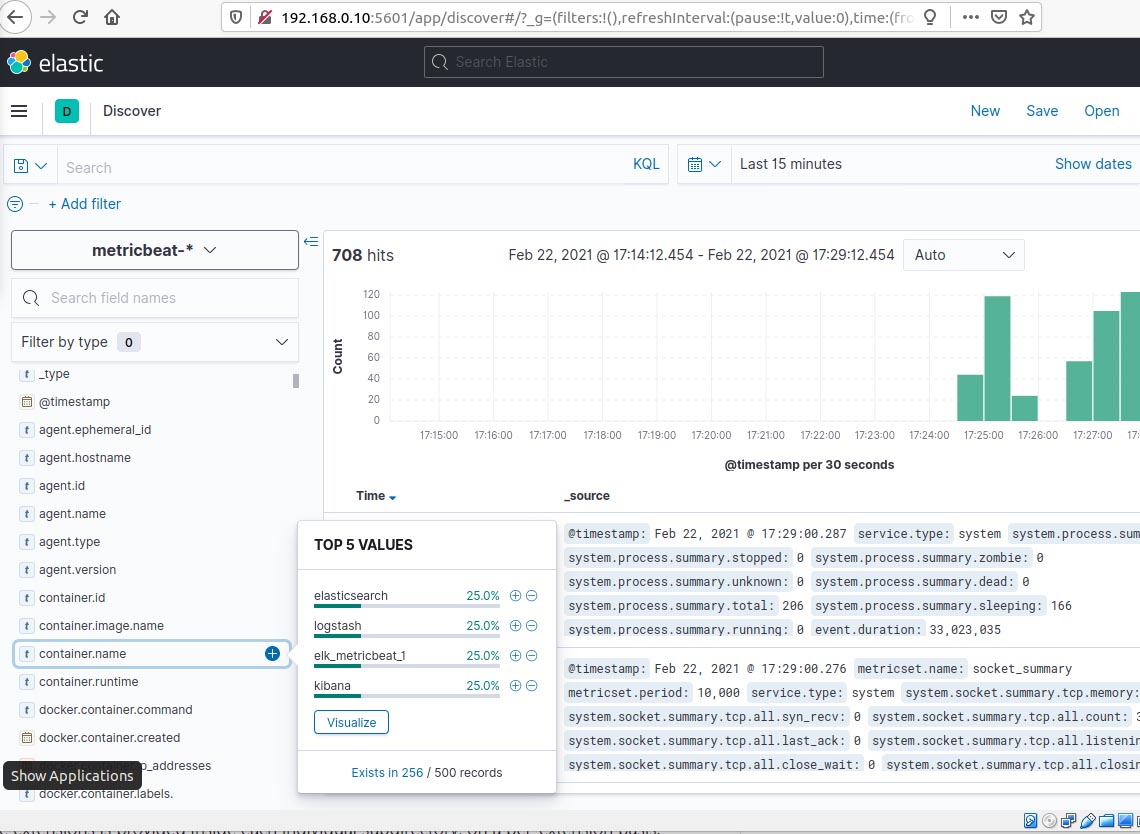 192.168.0.10:5601/app/discover#/?_g=(filters:!(),refreshInterval:(pause:!t,value:0),time:(fro
elastic
Search Elastic
D
Discover
New
Save
Open
Search
KQL
Last 15 minutes
Show dates
+ Add filter
metricbeat-*
Search field names
Filter by type 0
t _type
@timestamp
t agent.ephemeral_id
t agent.hostname
t agent.id
t agent.name
t agent.type
t agent.version
t container.id
t container.image.name
t container.name
t container.runtime
t docker.container.command
docker.container.created
p_addresses
Show Applications
t docker.container.labels.
708 hits
Feb 22, 2021 @ 17:14:12.454 - Feb 22, 2021 @ 17:29:12.454
Auto
Count
120
100
80
60
40
20
0
17:15:00 17:16:00 17:17:00 17:18:00 17:19:00 17:20:00 17:21:00 17:22:00 17:23:00 17:24:00 17:25:00 17:26:00 17:27:00 17:
@timestamp per 30 seconds
Time
_source
TOP 5 VALUES
elasticsearch 25.0%
logstash 25.0%
elk_metricbeat_1 25.0%
kibana 25.0%
Visualize
Exists in 256 / 500 records
@timestamp: Feb 22, 2021 @ 17:29:00.287 service.type: system system.process.sum
system.process.summary.stopped: 0 system.process.summary.zombie: 0
system.process.summary.unknown: 0 system.process.summary.dead: 0
system.process.summary.total: 206 system.process.summary.sleeping: 166
system.process.summary.running: 0 event.duration: 33,023,035
@timestamp: Feb 22, 2021 @ 17:29:00.276 metricset.name: socket_summary
metricset.period: 10,000 service.type: system system.socket.summary.tcp.memory:
system.socket.summary.tcp.all.syn_recv: 0 system.socket.summary.tcp.all.count: 3
system.socket.summary.tcp.all.last_ack: 0 system.socket.summary.tcp.all.listenin
system.socket.summary.tcp.all.close_wait: 0 system.socket.summary.tcp.all.closin
extensions is provided inside each individual subdirectory, on a per-extension basis.